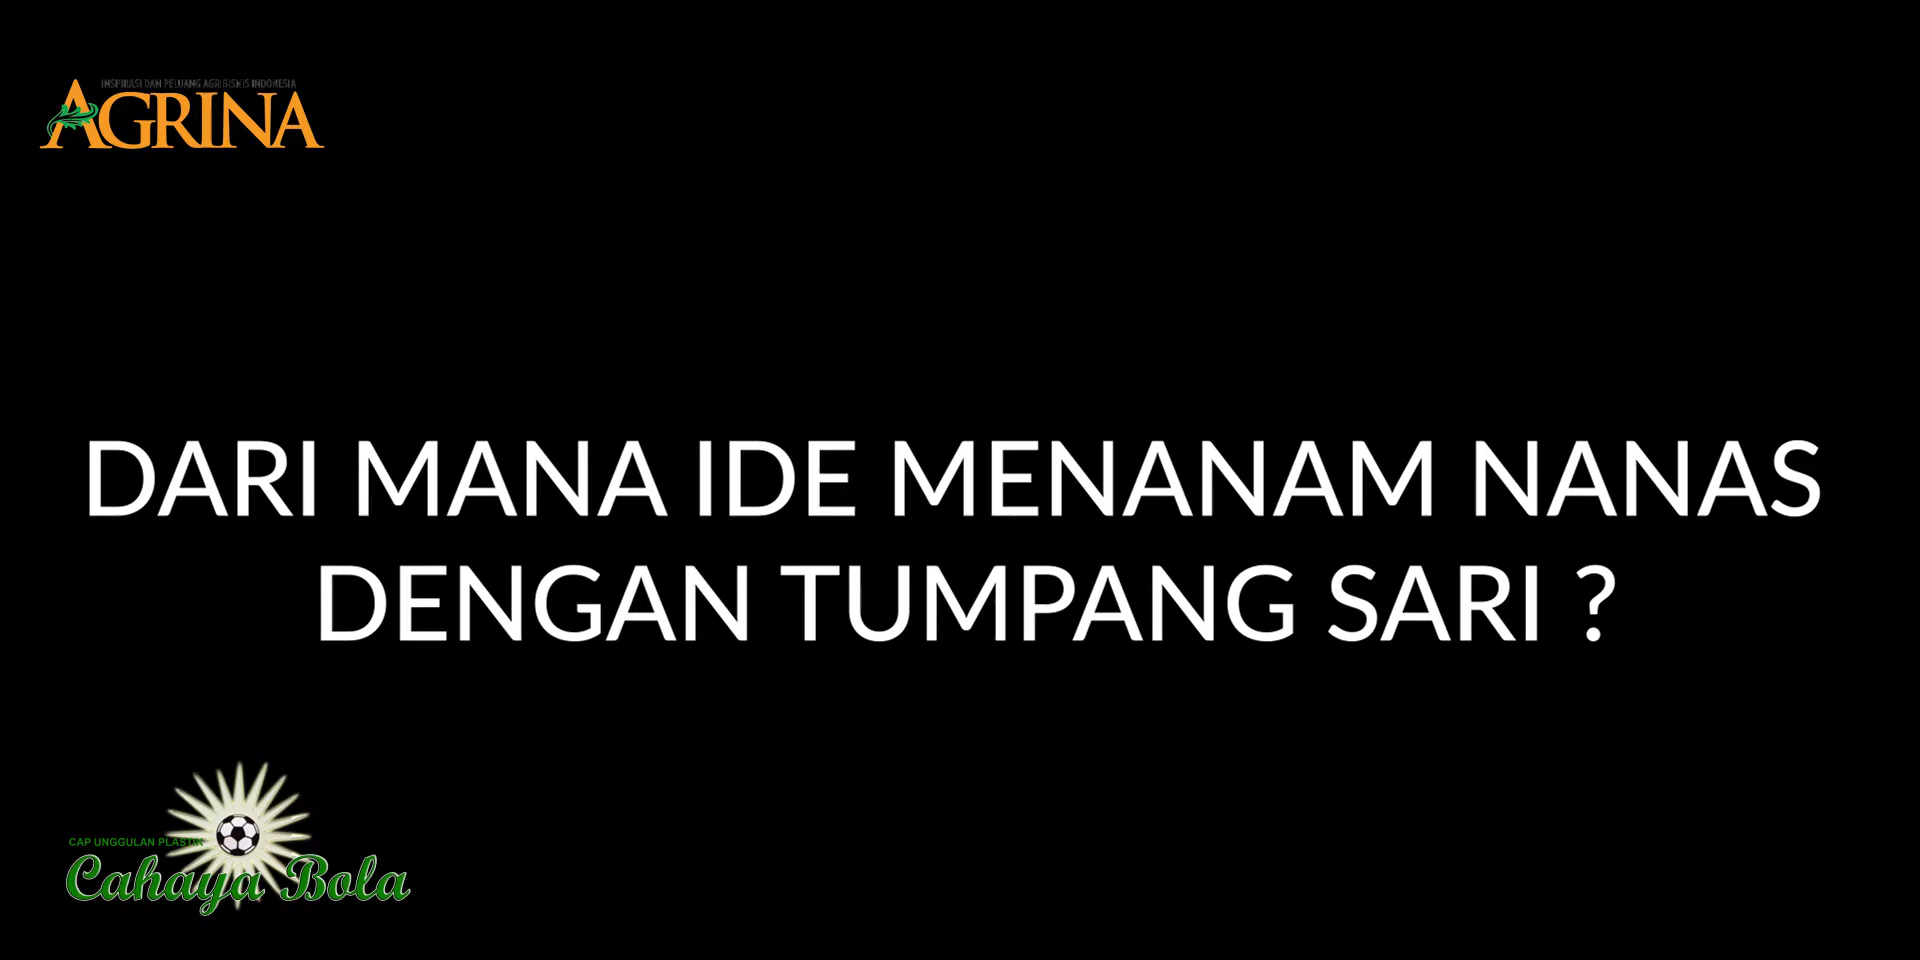 INSPIRASI DAN PELUANG AGRIBISNIS INDONESIA
AGRINA
DARI MANA IDE MENANAM NANAS
DENGAN TUMPANG SARI ?
CAP UNGGULAN PLASTIK
Cahaya Bola